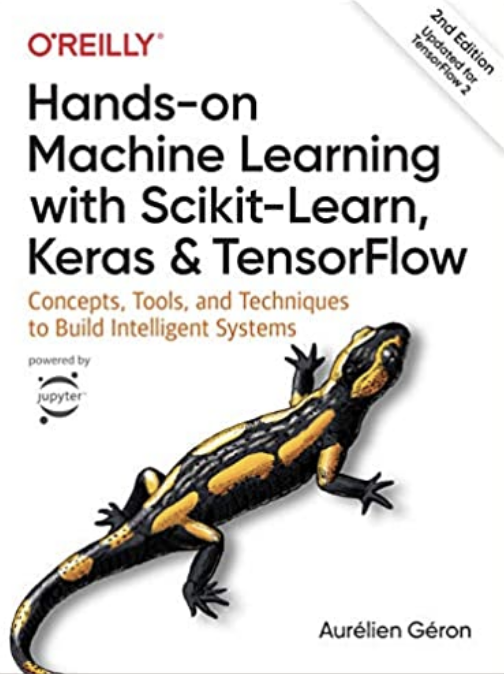 O'REILLY®
2nd Edition
Updated for
TensorFlow 2
Hands-on
Machine Learning
with Scikit-Learn,
Keras & TensorFlow
Concepts, Tools, and Techniques
to Build Intelligent Systems
powered by
jupyter™
Aurélien Géron